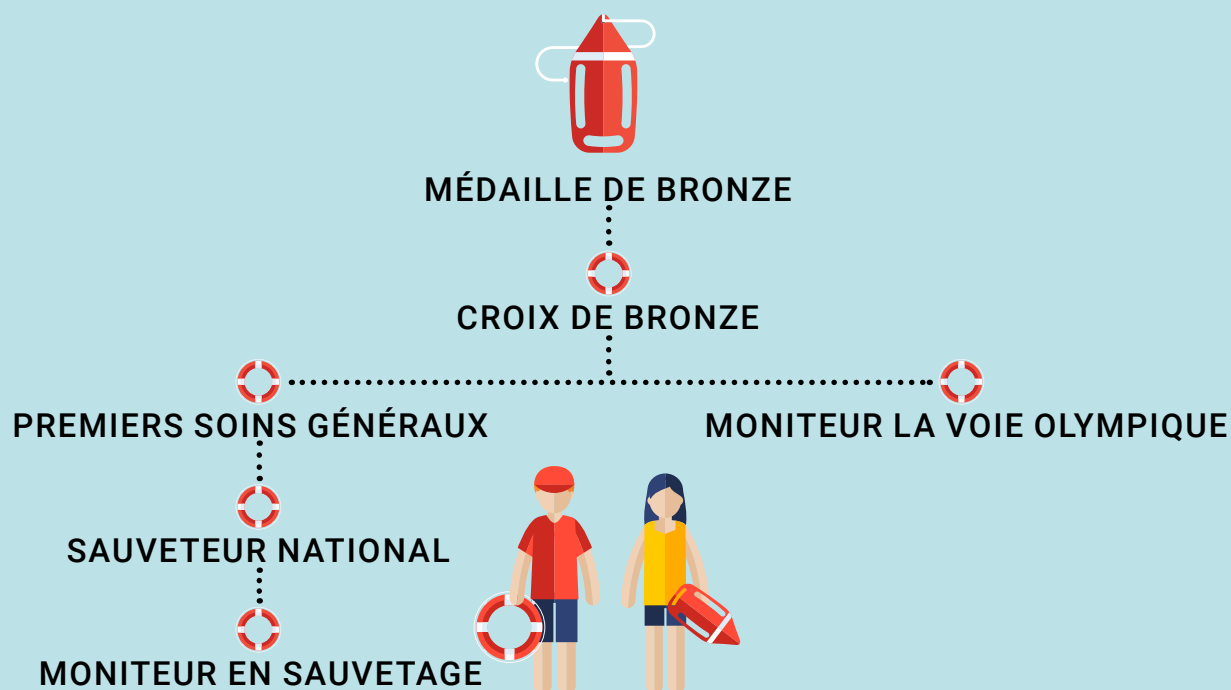 MÉDAILLE DE BRONZE
CROIX DE BRONZE
PREMIERS SOINS GÉNÉRAUX
MONITEUR LA VOIE OLYMPIQUE
SAUVETEUR NATIONAL
MONITEUR EN SAUVETAGE